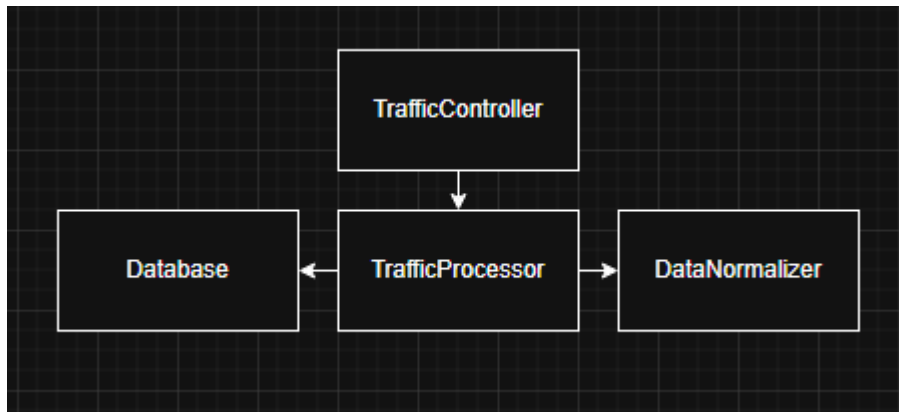 TrafficController
Database
TrafficProcessor
DataNormalizer